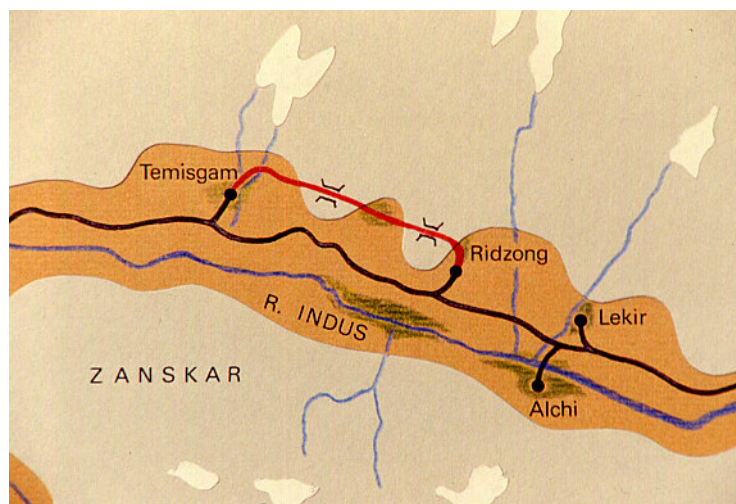 Temisgam
Ridzong
R. INDUS
Lekir
ZANSKAR
Alchi